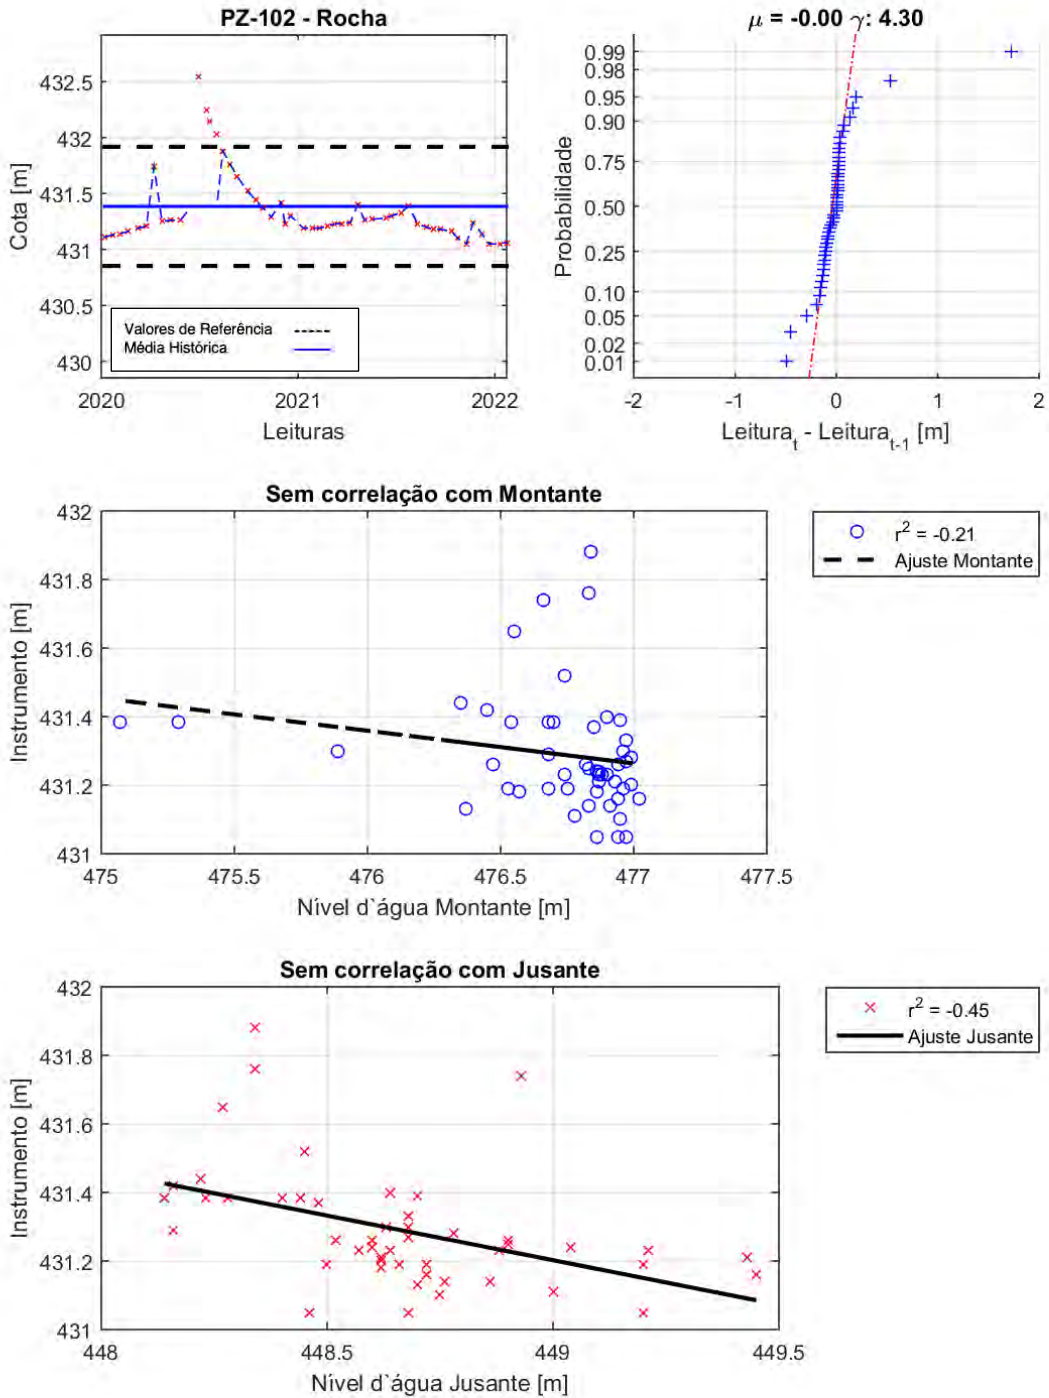 PZ-102 - Rocha
Cota [m]
432.5
432
431.5
431
430.5
430
Valores de Referência
Média Histórica
2020
2021
2022
Leituras
μ = -0.00 γ: 4.30
Probabilidade
0.99
0.98
0.95
0.90
0.75
0.50
0.25
0.10
0.05
0.02
0.01
-2
-1
0
1
2
Leitura_t - Leitura_t-1 [m]
Sem correlação com Montante
Instrumento [m]
432
431.8
431.6
431.4
431.2
431
475
475.5
476
476.5
477
477.5
Nível d`água Montante [m]
r² = -0.21
Ajuste Montante
Sem correlação com Jusante
Instrumento [m]
432
431.8
431.6
431.4
431.2
431
448
448.5
449
449.5
Nível d`água Jusante [m]
r² = -0.45
Ajuste Jusante